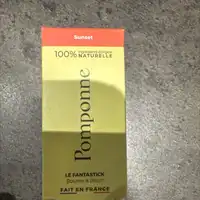 Sunset
100%
NATURELLE
Pomponne
LE FANTASTICK
FAIT EN FRANCE